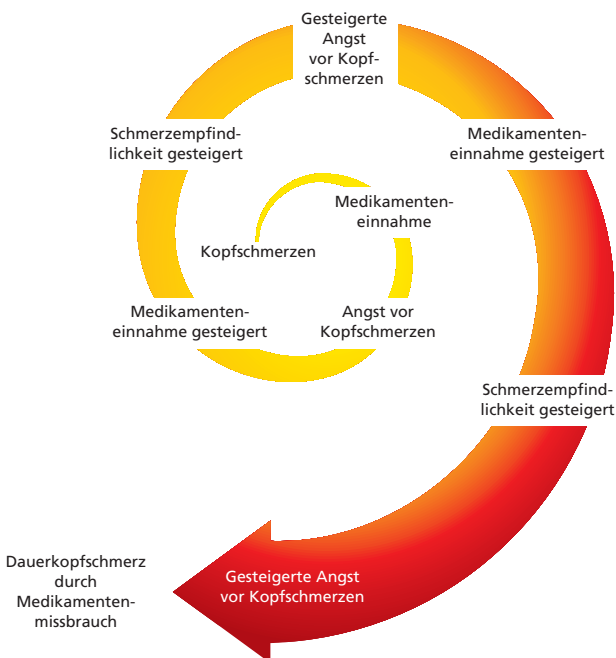 Gesteigerte
Angst
vor Kopf-
schmerzen
Schmerzempfind-
lichkeit gesteigert
Medikamenten-
einnahme gesteigert
Medikamenten-
einnahme
Kopfschmerzen
Medikamenten-
einnahme gesteigert
Angst vor
Kopfschmerzen
Schmerzempfind-
lichkeit gesteigert
Dauerkopfschmerz
durch
Medikamenten-
missbrauch
Gesteigerte Angst
vor Kopfschmerzen